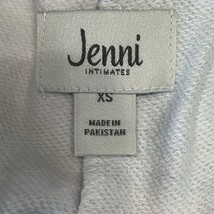 Jenni
INTIMATES
XS
MADE IN
PAKISTAN